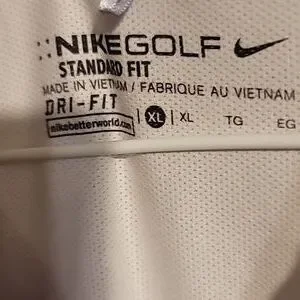 NIKEGOLF
STANDARD FIT
MADE IN VIETNAM / FABRIQUE AU VIETNAM
DRI-FIT
nikebetterworld.com | XL | XL TG EG